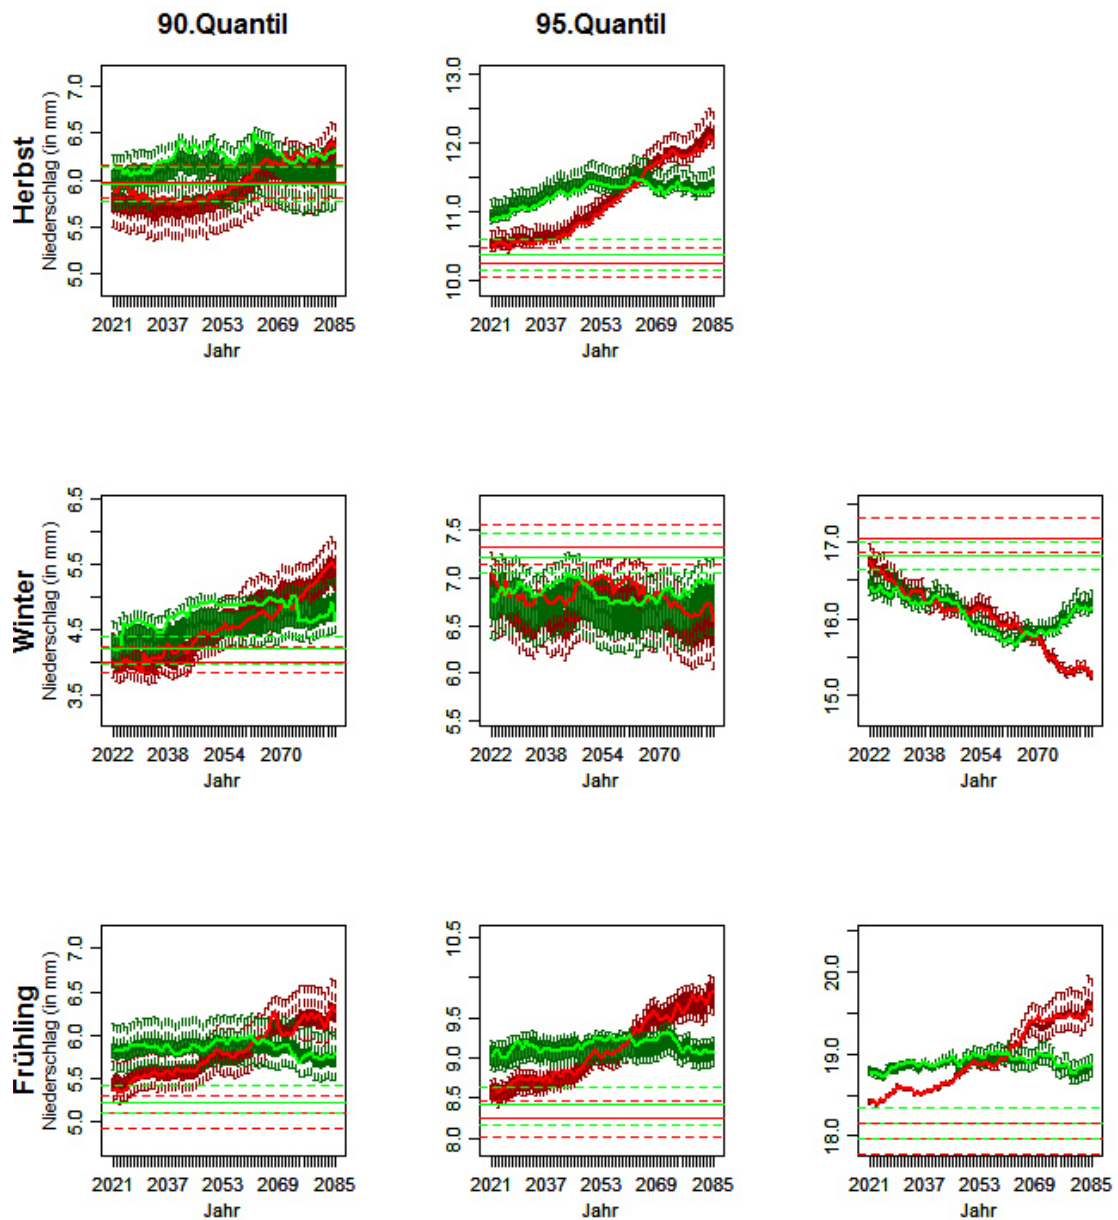 90.Quantil 95.Quantil
Herbst
Niederschlag (in mm)
7.0
6.5
6.0
5.5
5.0
2021 2037 2053 2069 2085
Jahr
13.0
12.0
11.0
10.0
2021 2037 2053 2069 2085
Jahr
Winter
Niederschlag (in mm)
6.5
5.5
4.5
3.5
2022 2038 2054 2070
Jahr
7.5
7.0
6.5
6.0
5.5
2022 2038 2054 2070
Jahr
17.0
16.0
15.0
2022 2038 2054 2070
Jahr
Frühling
Niederschlag (in mm)
7.0
6.5
6.0
5.5
5.0
2021 2037 2053 2069 2085
Jahr
10.5
9.5
9.0
8.5
8.0
2021 2037 2053 2069 2085
Jahr
20.0
19.0
18.0
2021 2037 2053 2069 2085
Jahr